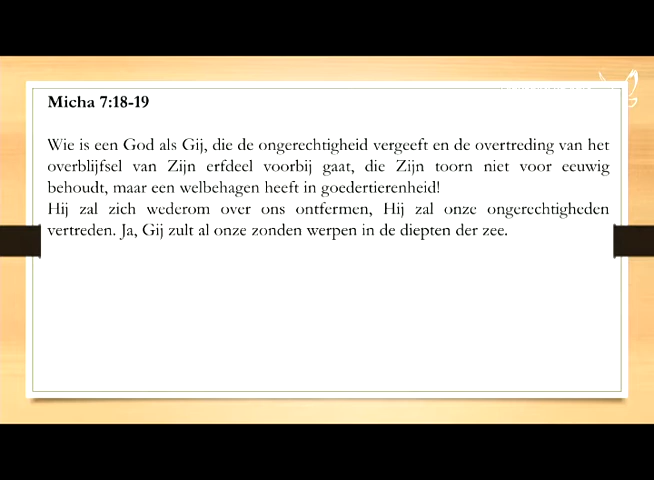 Micha 7:18-19
Wie is een God als Gij, die de ongerechtigheid vergeeft en de overtreding van het
overblijfsel van Zijn erfdeel voorbij gaat, die Zijn toorn niet voor eeuwig
behoudt, maar een welbehagen heeft in goedertierenheid!
Hij zal zich wederom over ons ontfermen, Hij zal onze ongerechtigheden
vertreden. Ja, Gij zult al onze zonden werpen in de diepten der zee.